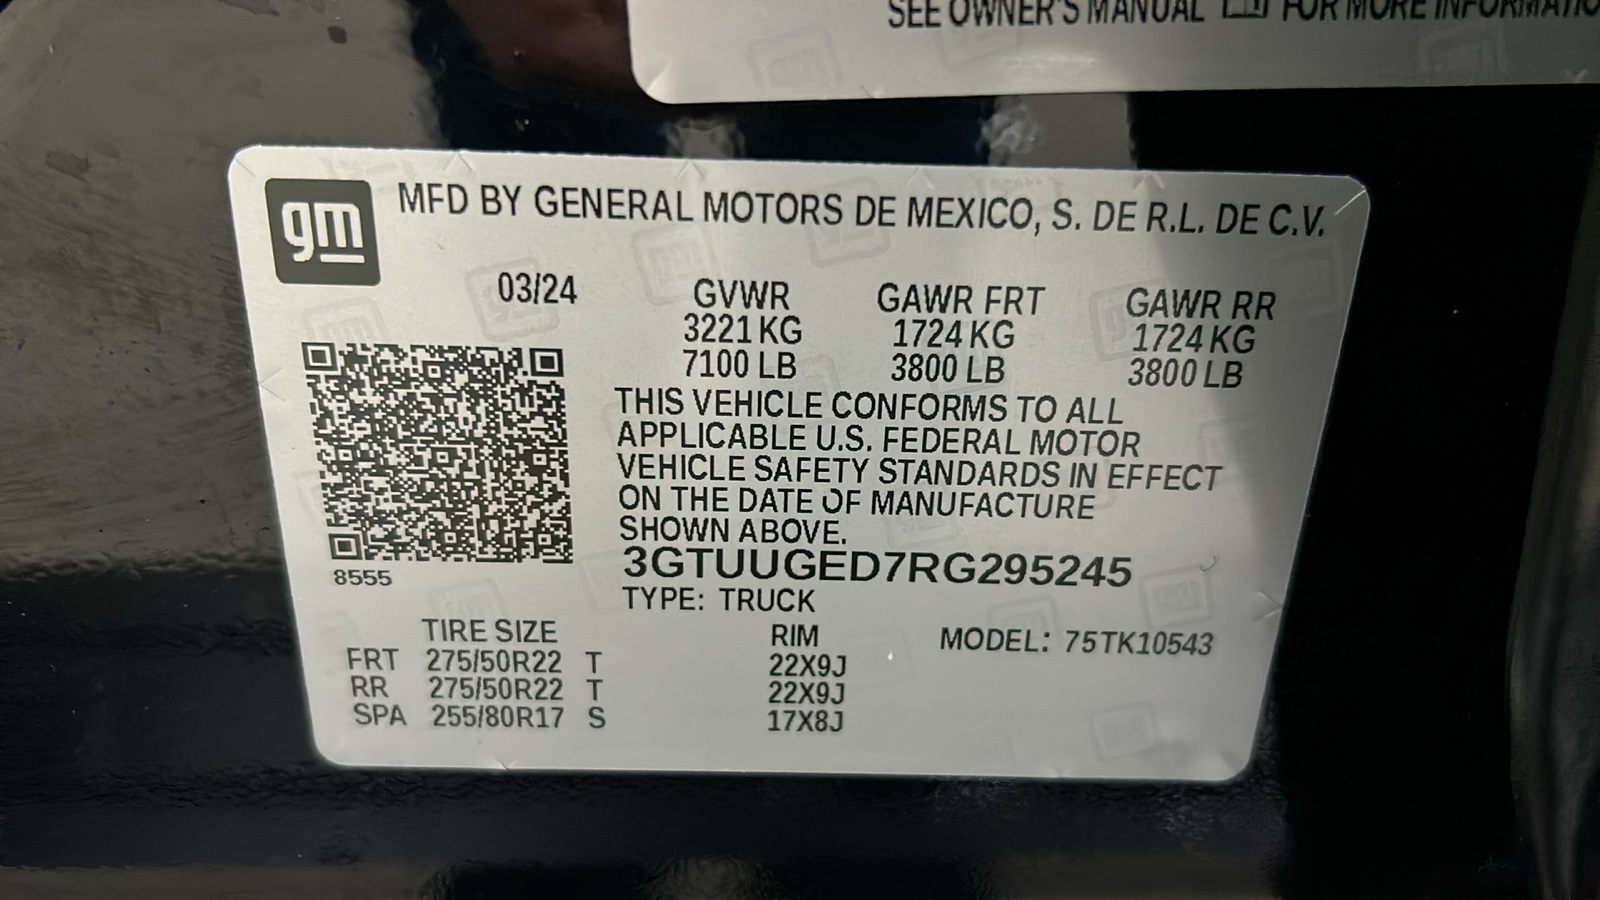 SEE OWNER'S MANUAL FOR MORE INFORMATIO
gm
MFD BY GENERAL MOTORS DE MEXICO, S. DE R.L. DE C.V.
03/24 GVWR GAWR FRT GAWR RR
3221 KG 1724 KG 1724 KG
7100 LB 3800 LB 3800 LB
THIS VEHICLE CONFORMS TO ALL
APPLICABLE U.S. FEDERAL MOTOR
VEHICLE SAFETY STANDARDS IN EFFECT
ON THE DATE OF MANUFACTURE
SHOWN ABOVE.
3GTUUGED7RG295245
8555
TYPE: TRUCK
TIRE SIZE RIM MODEL: 75TK10543
FRT 275/50R22 T 22X9J
RR 275/50R22 T 22X9J
SPA 255/80R17 S 17X8J